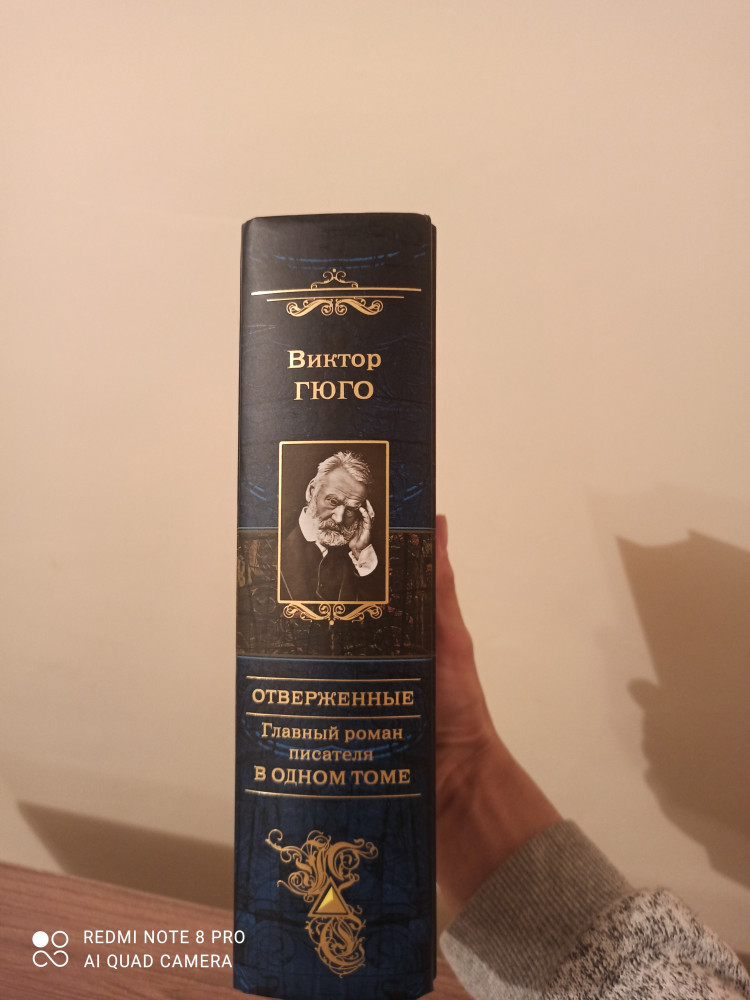 Виктор
ГЮГО
ОТВЕРЖЕННЫЕ
Главный роман
писателя
В ОДНОМ ТОМЕ
REDMI NOTE 8 PRO
AI QUAD CAMERA